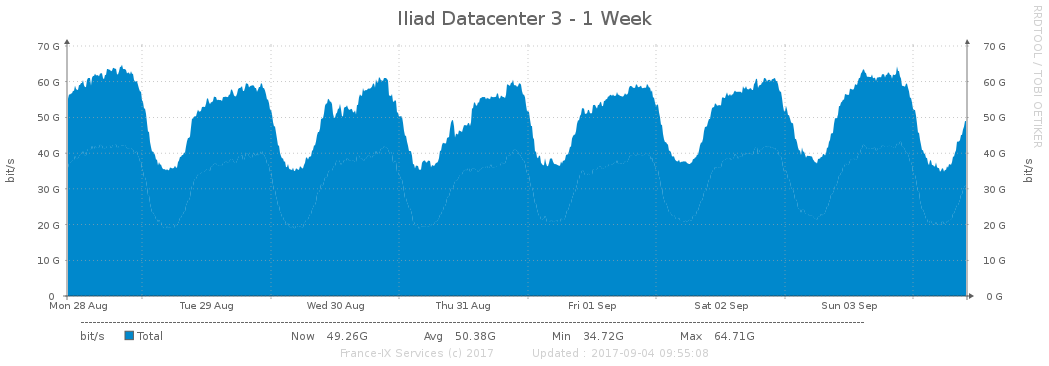 Iliad Datacenter 3 - 1 Week
RRDTOOL / TOBI OETIKER
70 G 70 G
60 G 60 G
50 G 50 G
40 G 40 G
30 G 30 G
20 G 20 G
10 G 10 G
0 0 G
bit/s bit/s
Mon 28 Aug Tue 29 Aug Wed 30 Aug Thu 31 Aug Fri 01 Sep Sat 02 Sep Sun 03 Sep
bit/s Total Now 49.26G Avg 50.38G Min 34.72G Max 64.71G
France-IX Services (c) 2017 Updated : 2017-09-04 09:55:08